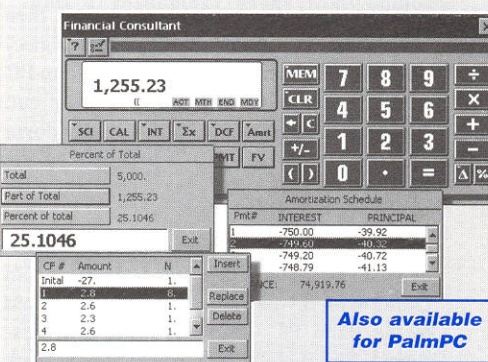 Financial Consultant
?
1,255.23
(( ACT MTH END MDY
MEM 7 8 9 ÷
CLR 4 5 6 ×
← C 1 2 3 +
+/- −
( ) 0 · = Δ %
SCI CAL INT Σx DCF Amrt
PMT FV
Percent of Total
Total 5,000.
Part of Total 1,255.23
Percent of total 25.1046
25.1046 Exit
Amortization Schedule
Pmt# INTEREST PRINCIPAL
1 -750.00 -39.92
2 -749.60 -40.32
-749.20 -40.72
-748.79 -41.13
NCE: 74,919.76 Exit
CF # Amount N
Inital -27. 1.
1 2.8 8.
2 2.6 1.
3 2.3 1.
4 2.6 1.
2.8
Insert
Replace
Delete
Exit
Also available
for PalmPC